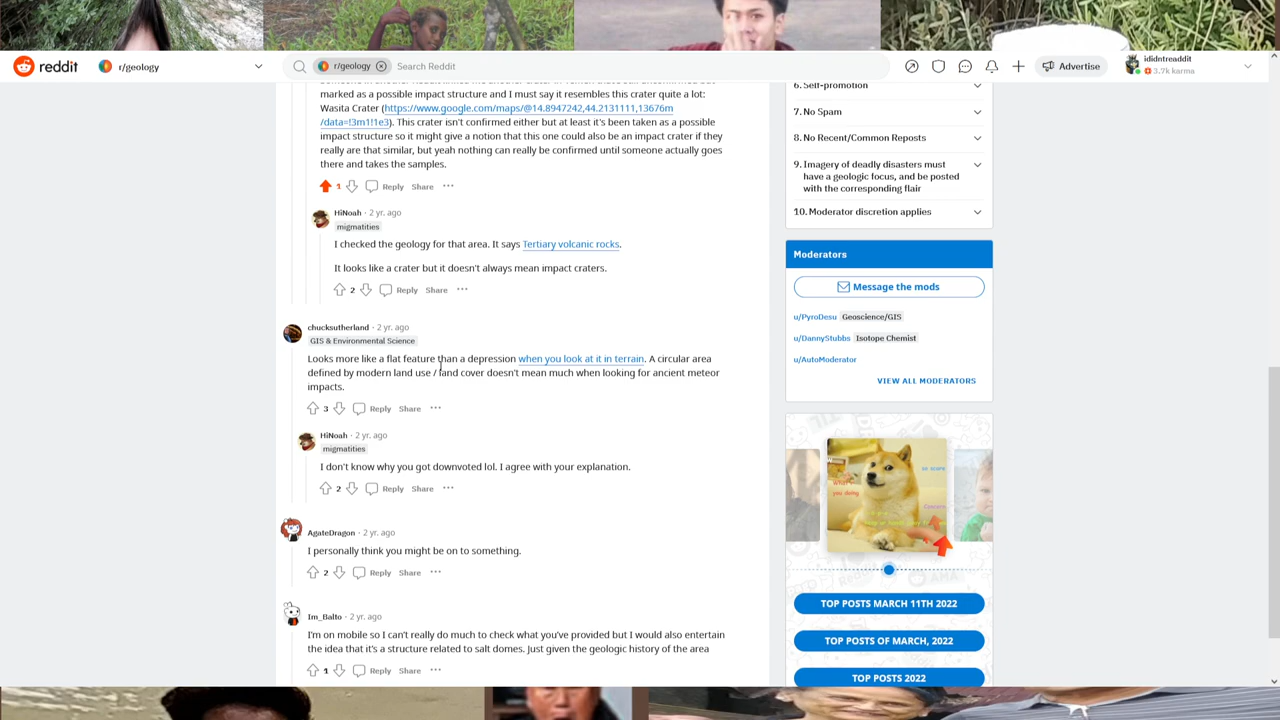 reddit
r/geology
r/geology
Search Reddit
Advertise
ididntreaddit
3.7k karma
marked as a possible impact structure and I must say it resembles this crater quite a lot:
Wasita Crater (https://www.google.com/maps/@14.8947242,44.2131111,13676m
/data=!3m1!1e3). This crater isn't confirmed either but at least it's been taken as a possible
impact structure so it might give a notion that this one could also be an impact crater if they
really are that similar, but yeah nothing can really be confirmed until someone actually goes
there and takes the samples.
1 Reply Share ...
HiNoah · 2 yr. ago
migmatities
I checked the geology for that area. It says Tertiary volcanic rocks.
It looks like a crater but it doesn't always mean impact craters.
2 Reply Share ...
chucksutherland · 2 yr. ago
GIS & Environmental Science
Looks more like a flat feature than a depression when you look at it in terrain. A circular area
defined by modern land use / land cover doesn't mean much when looking for ancient meteor
impacts.
3 Reply Share ...
HiNoah · 2 yr. ago
migmatities
I don't know why you got downvoted lol. I agree with your explanation.
2 Reply Share ...
AgateDragon · 2 yr. ago
I personally think you might be on to something.
2 Reply Share ...
Im_Balto · 2 yr. ago
I'm on mobile so I can't really do much to check what you've provided but I would also entertain
the idea that it's a structure related to salt domes. Just given the geologic history of the area
1 Reply Share ...
6. Self-promotion
7. No Spam
8. No Recent/Common Reposts
9. Imagery of deadly disasters must
have a geologic focus, and be posted
with the corresponding flair
10. Moderator discretion applies
Moderators
Message the mods
u/PyroDesu Geoscience/GIS
u/DannyStubbs Isotope Chemist
u/AutoModerator
VIEW ALL MODERATORS
TOP POSTS MARCH 11TH 2022
TOP POSTS OF MARCH, 2022
TOP POSTS 2022